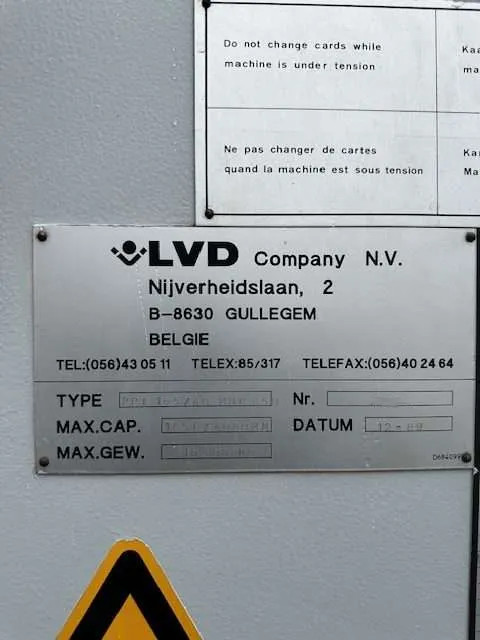 Do not change cards while
machine is under tension
Ne pas changer de cartes
quand la machine est sous tension
LVD Company N.V.
Nijverheidslaan, 2
B-8630 GULLEGEM
BELGIE
TEL:(056)43 05 11 TELEX:85/317 TELEFAX:(056)40 24 64
TYPE
Nr.
MAX.CAP.
DATUM 12-89
MAX.GEW.